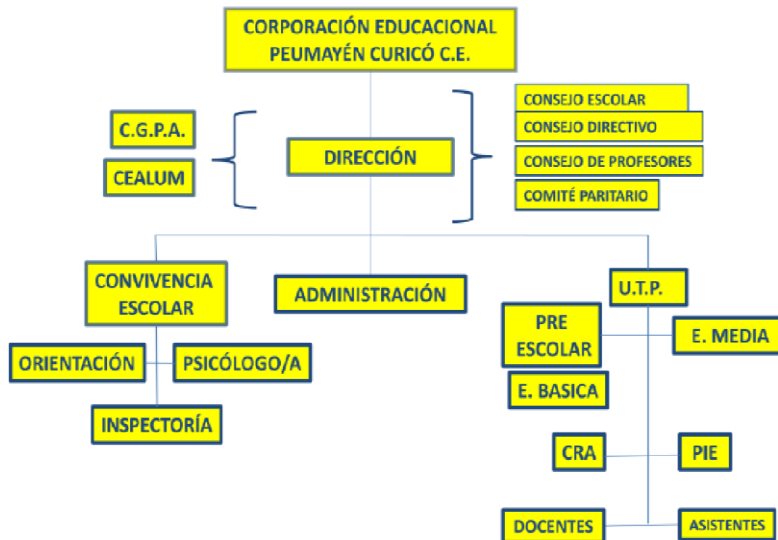 CORPORACIÓN EDUCACIONAL
PEUMAYÉN CURICÓ C.E.
C.G.P.A.
CEALUM
DIRECCIÓN
CONSEJO ESCOLAR
CONSEJO DIRECTIVO
CONSEJO DE PROFESORES
COMITÉ PARITARIO
CONVIVENCIA
ESCOLAR
ADMINISTRACIÓN
U.T.P.
ORIENTACIÓN
PSICÓLOGO/A
INSPECTORÍA
PRE
ESCOLAR
E. MEDIA
E. BASICA
CRA
PIE
DOCENTES
ASISTENTES